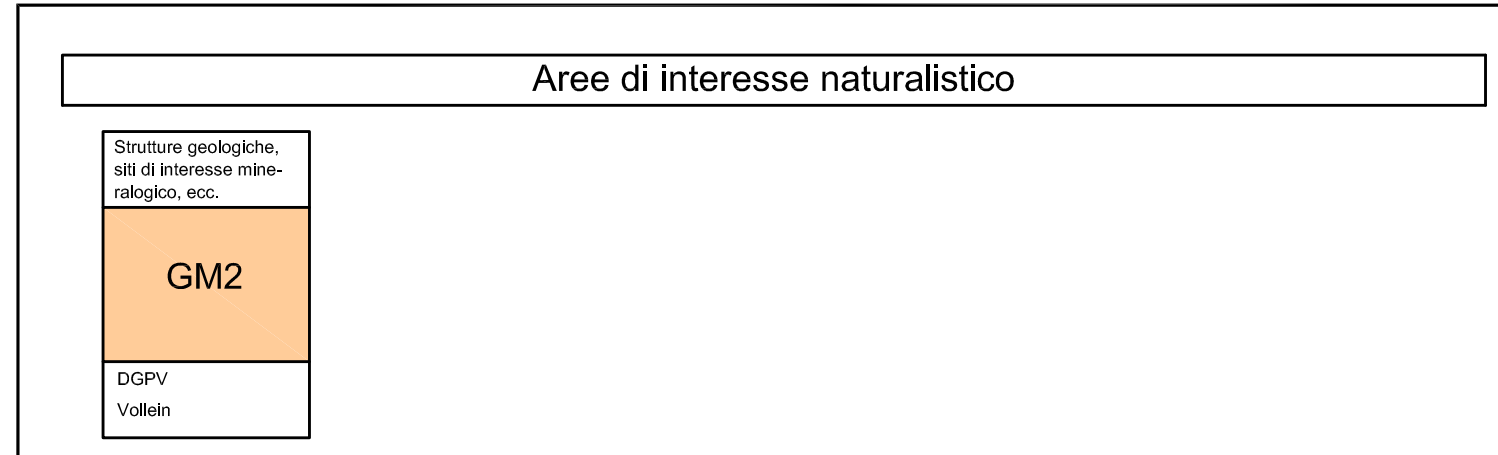 Aree di interesse naturalistico
Strutture geologiche,
siti di interesse mine-
ralogico, ecc.
GM2
DGPV
Vollein